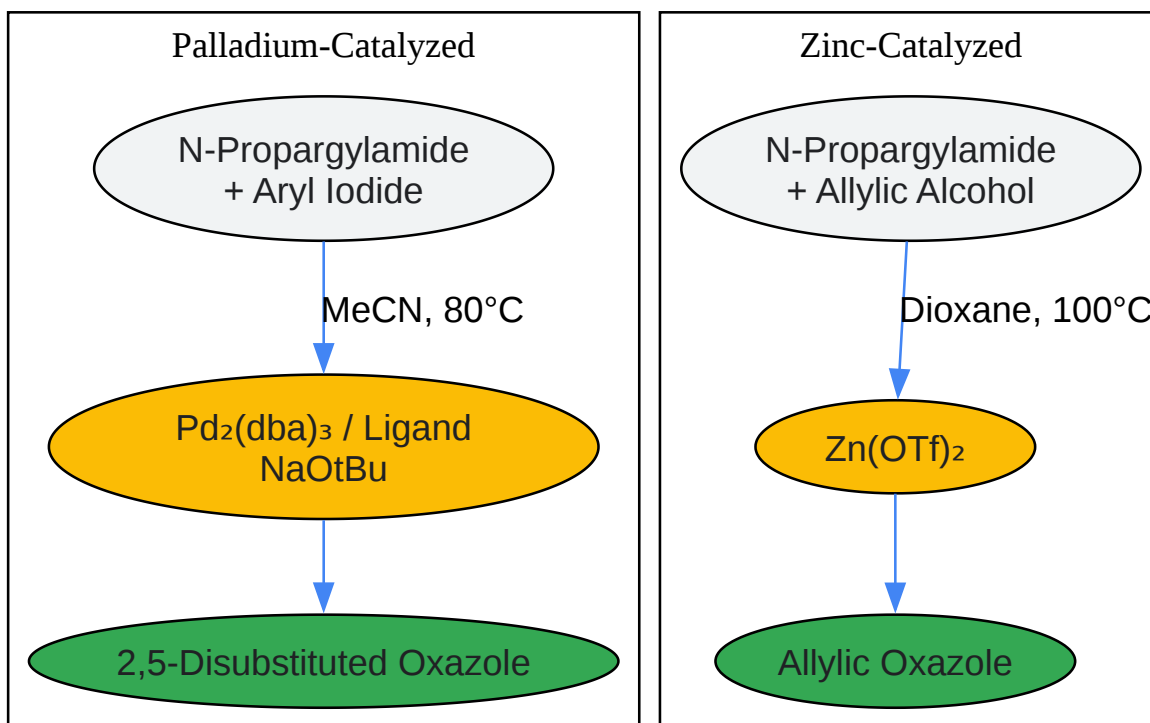 Palladium-Catalyzed
N-Propargylamide
+ Aryl Iodide
MeCN, 80°C
Pd₂(dba)₃ / Ligand
NaOtBu
2,5-Disubstituted Oxazole
Zinc-Catalyzed
N-Propargylamide
+ Allylic Alcohol
Dioxane, 100°C
Zn(OTf)₂
Allylic Oxazole